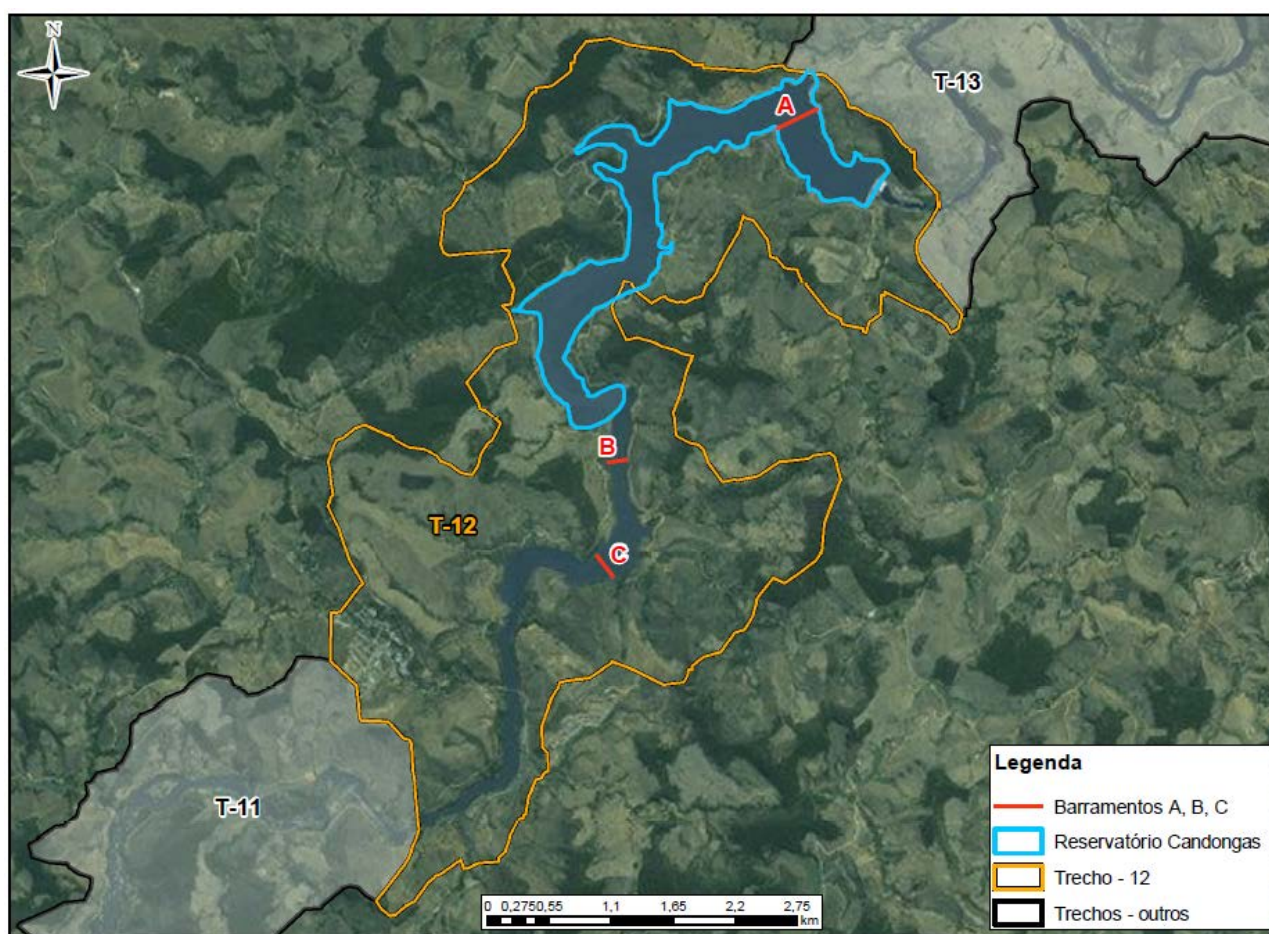 N
T-13
A
B
T-12
C
T-11
Legenda
Barramentos A, B, C
Reservatório Candongas
Trecho - 12
Trechos - outros
0 0,2750,55 1,1 1,65 2,2 2,75
km